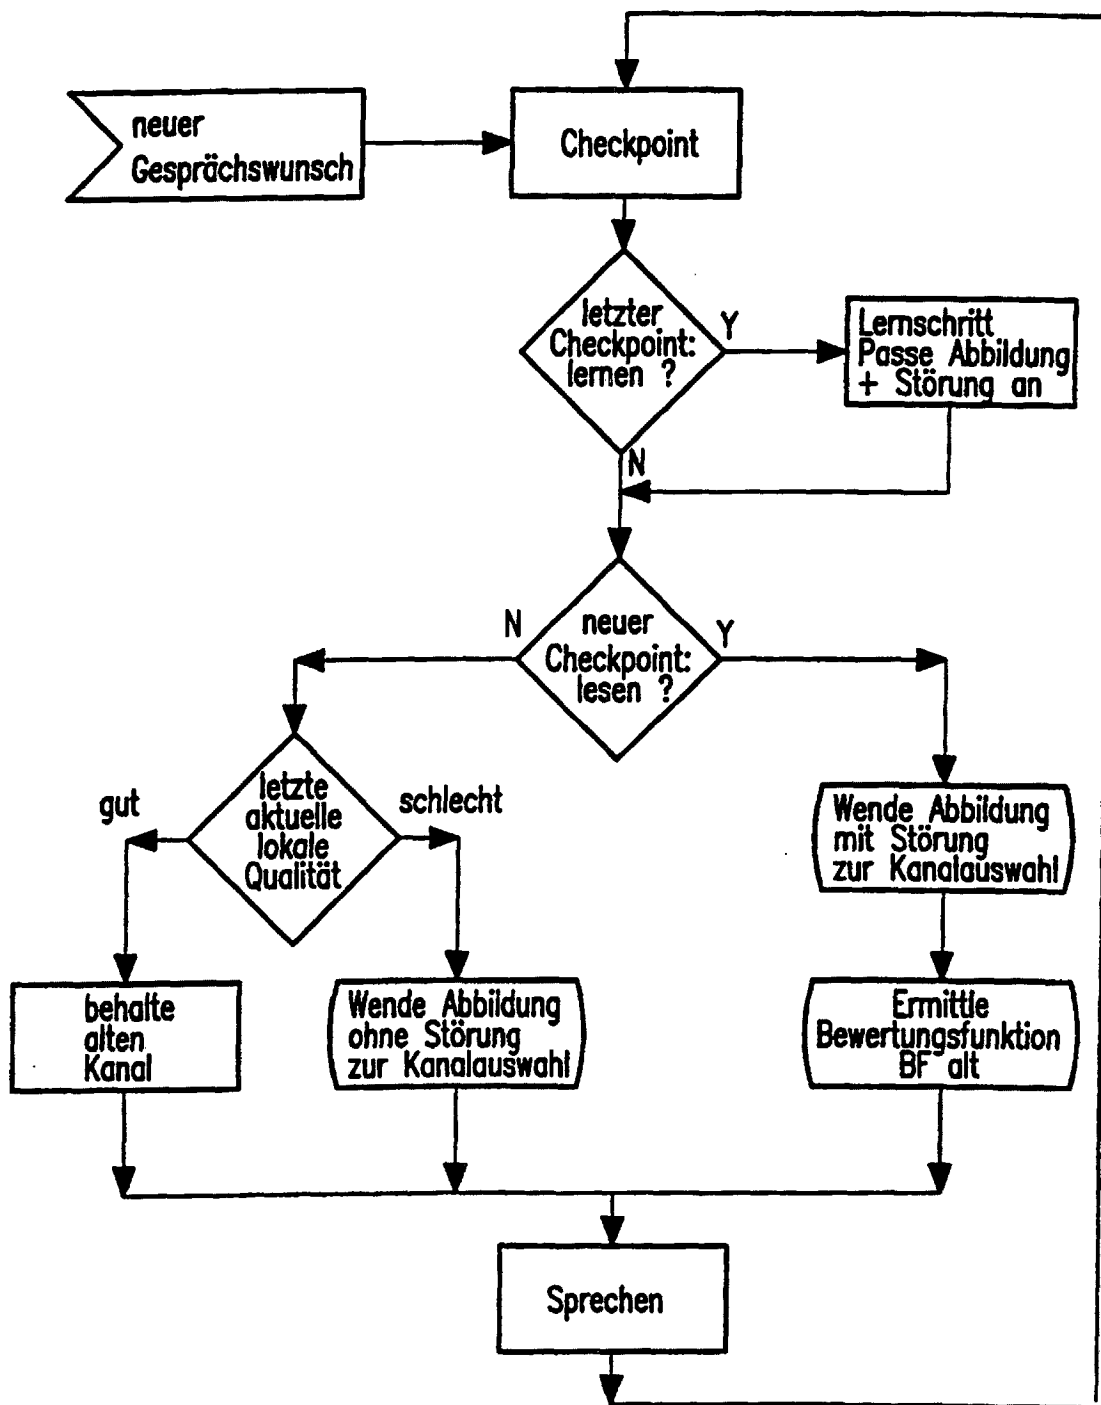 neuer
Gesprächswunsch
Checkpoint
letzter
Checkpoint:
lernen ?
Y
Lernschritt
Passe Abbildung
+ Störung an
N
neuer
Checkpoint:
lesen ?
N
Y
letzte
aktuelle
lokale
Qualität
gut
schlecht
Wende Abbildung
mit Störung
zur Kanalauswahl
behalte
alten
Kanal
Wende Abbildung
ohne Störung
zur Kanalauswahl
Ermittle
Bewertungsfunktion
BF alt
Sprechen